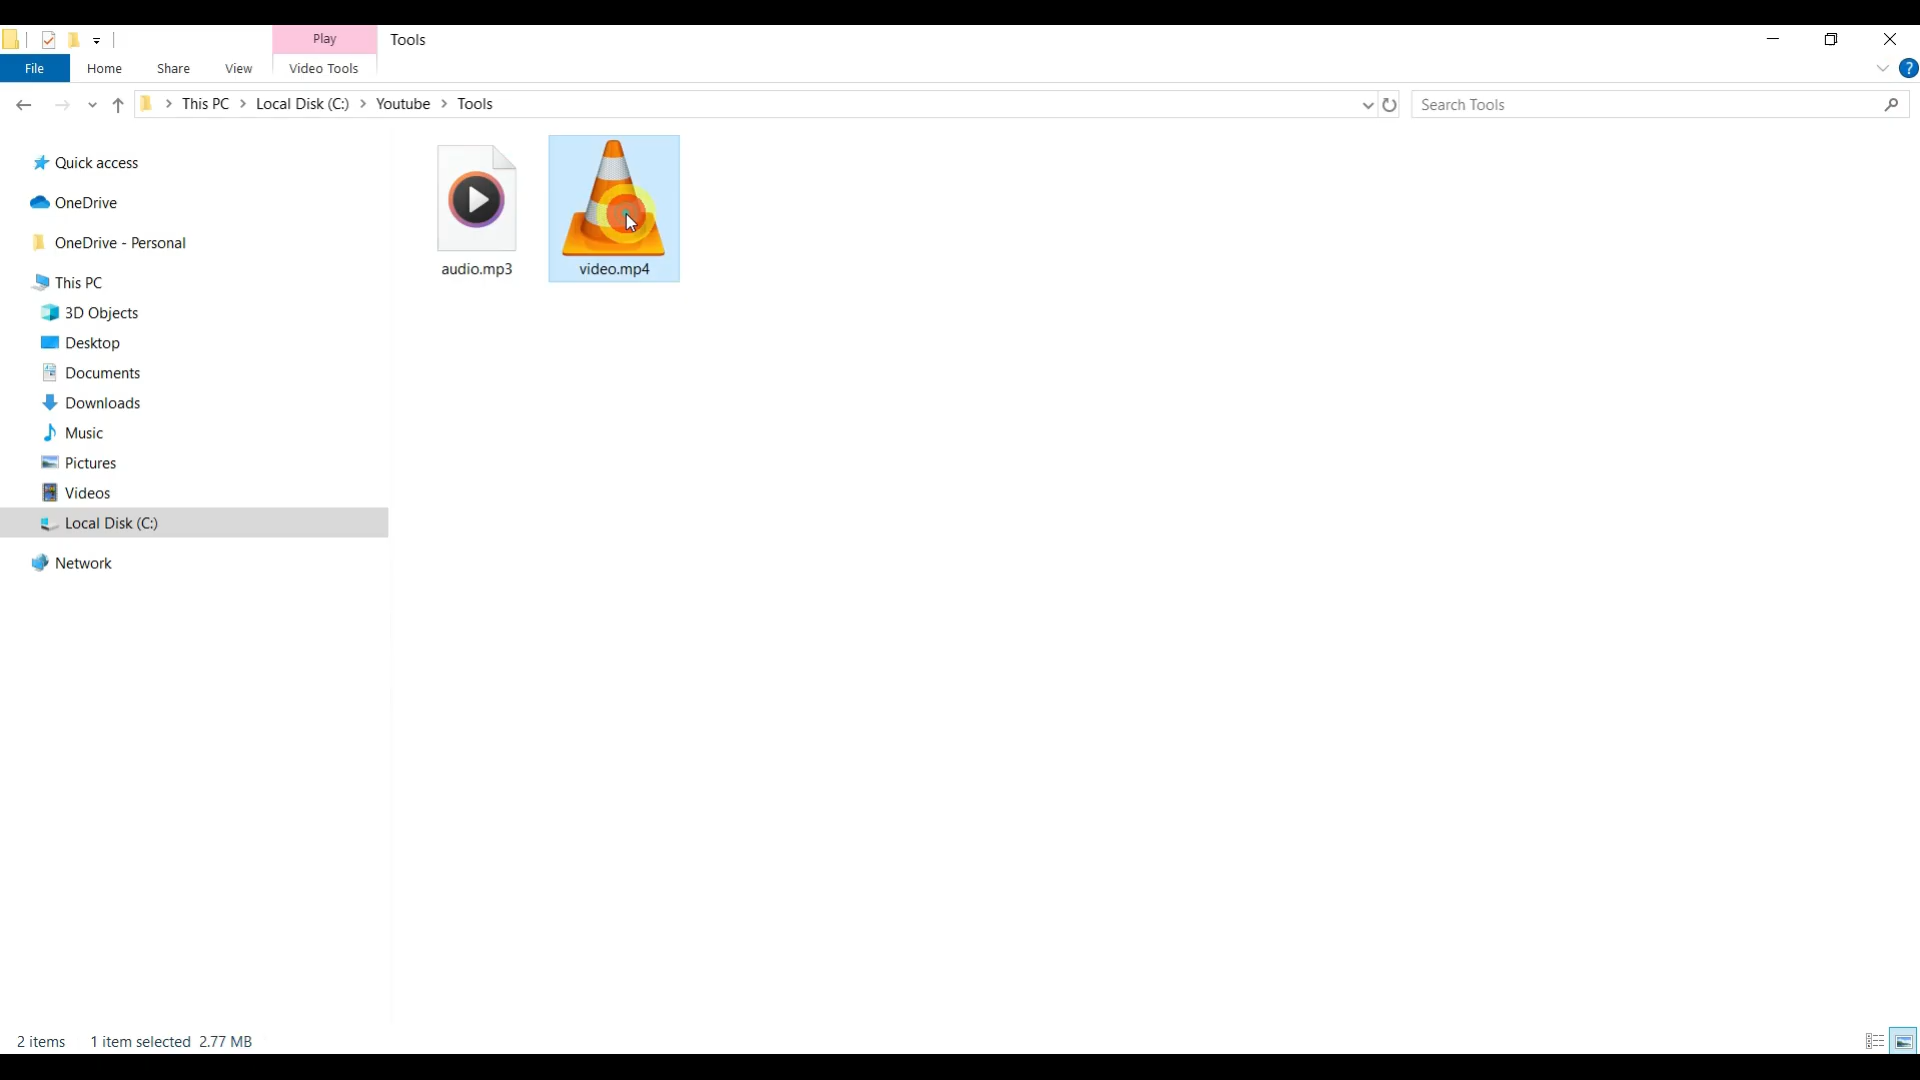 Play
Tools
File
Home
Share
View
Video Tools
?
This PC
Local Disk (C:)
Youtube
Tools
Search Tools
Quick access
OneDrive
OneDrive - Personal
This PC
3D Objects
Desktop
Documents
Downloads
Music
Pictures
Videos
Local Disk (C:)
Network
audio.mp3
video.mp4
2 items
1 item selected 2.77 MB